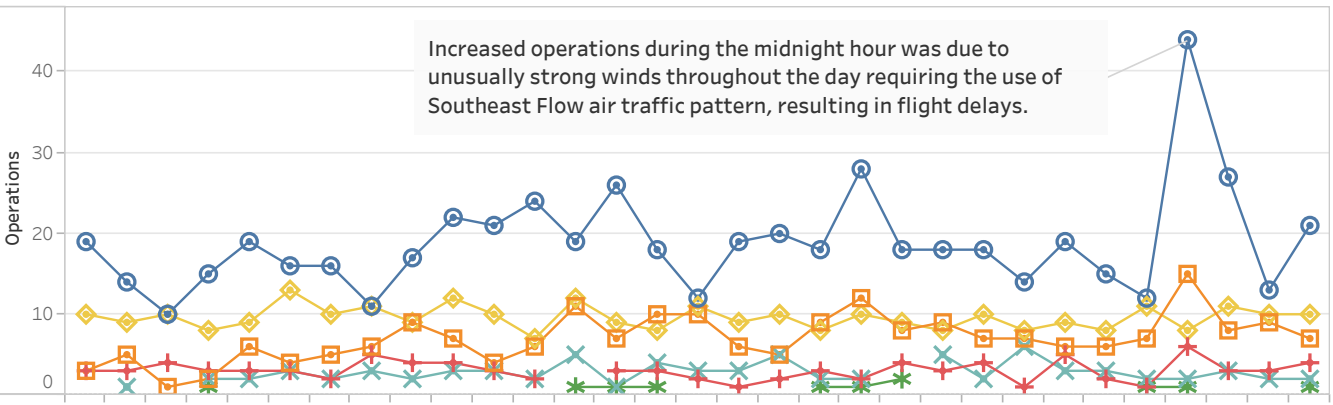 Increased operations during the midnight hour was due to
unusually strong winds throughout the day requiring the use of
Southeast Flow air traffic pattern, resulting in flight delays.
Operations
40
30
20
10
0